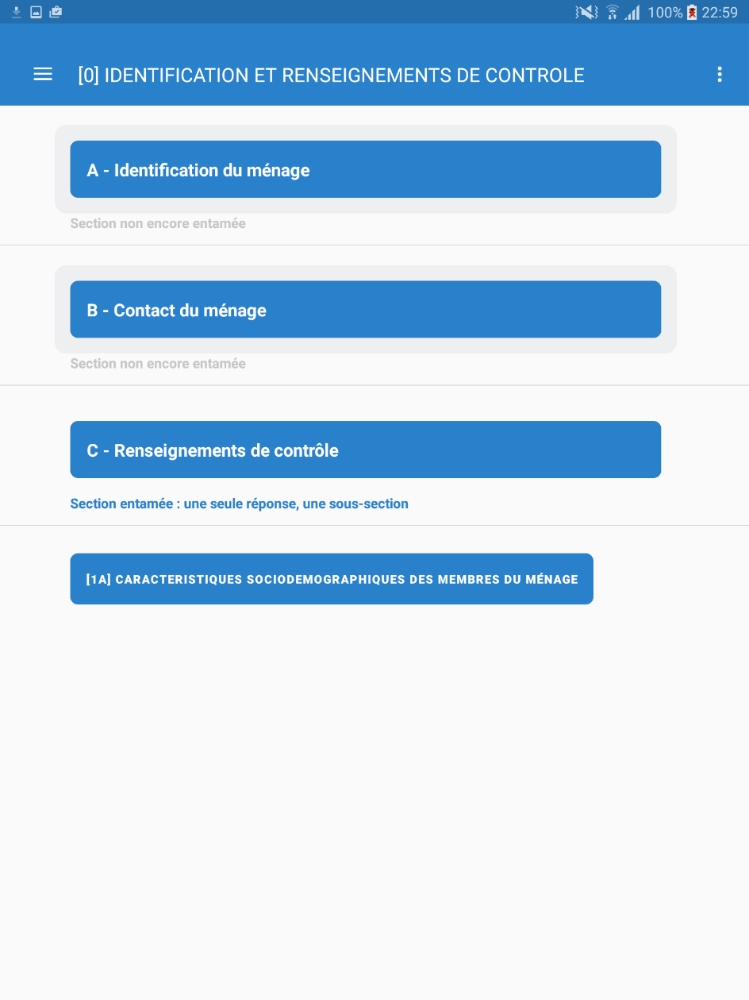 100% 22:59
[0] IDENTIFICATION ET RENSEIGNEMENTS DE CONTROLE
A - Identification du ménage
Section non encore entamée
B - Contact du ménage
Section non encore entamée
C - Renseignements de contrôle
Section entamée : une seule réponse, une sous-section
[1A] CARACTERISTIQUES SOCIODEMOGRAPHIQUES DES MEMBRES DU MÉNAGE